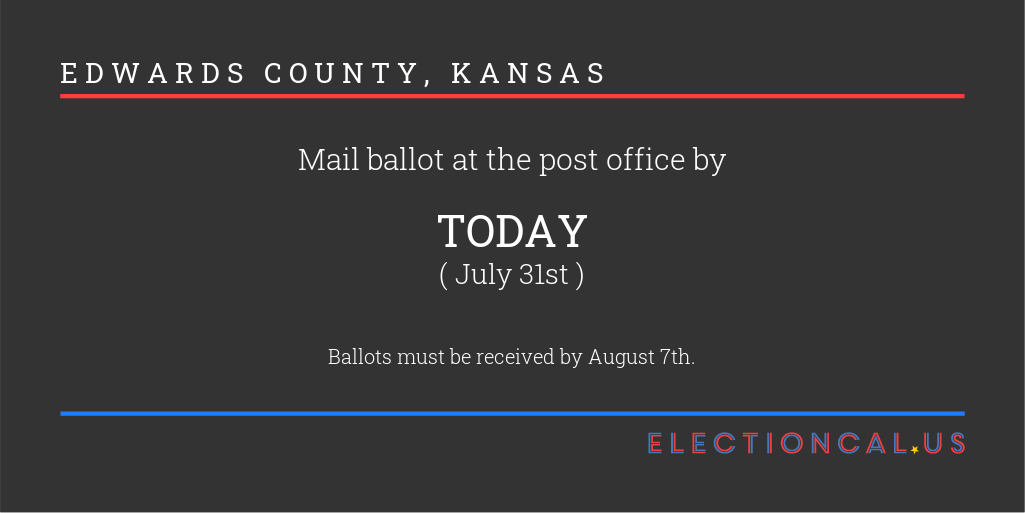 EDWARDS COUNTY, KANSAS
Mail ballot at the post office by
TODAY
( July 31st )
Ballots must be received by August 7th.
ELECTIONCAL.US